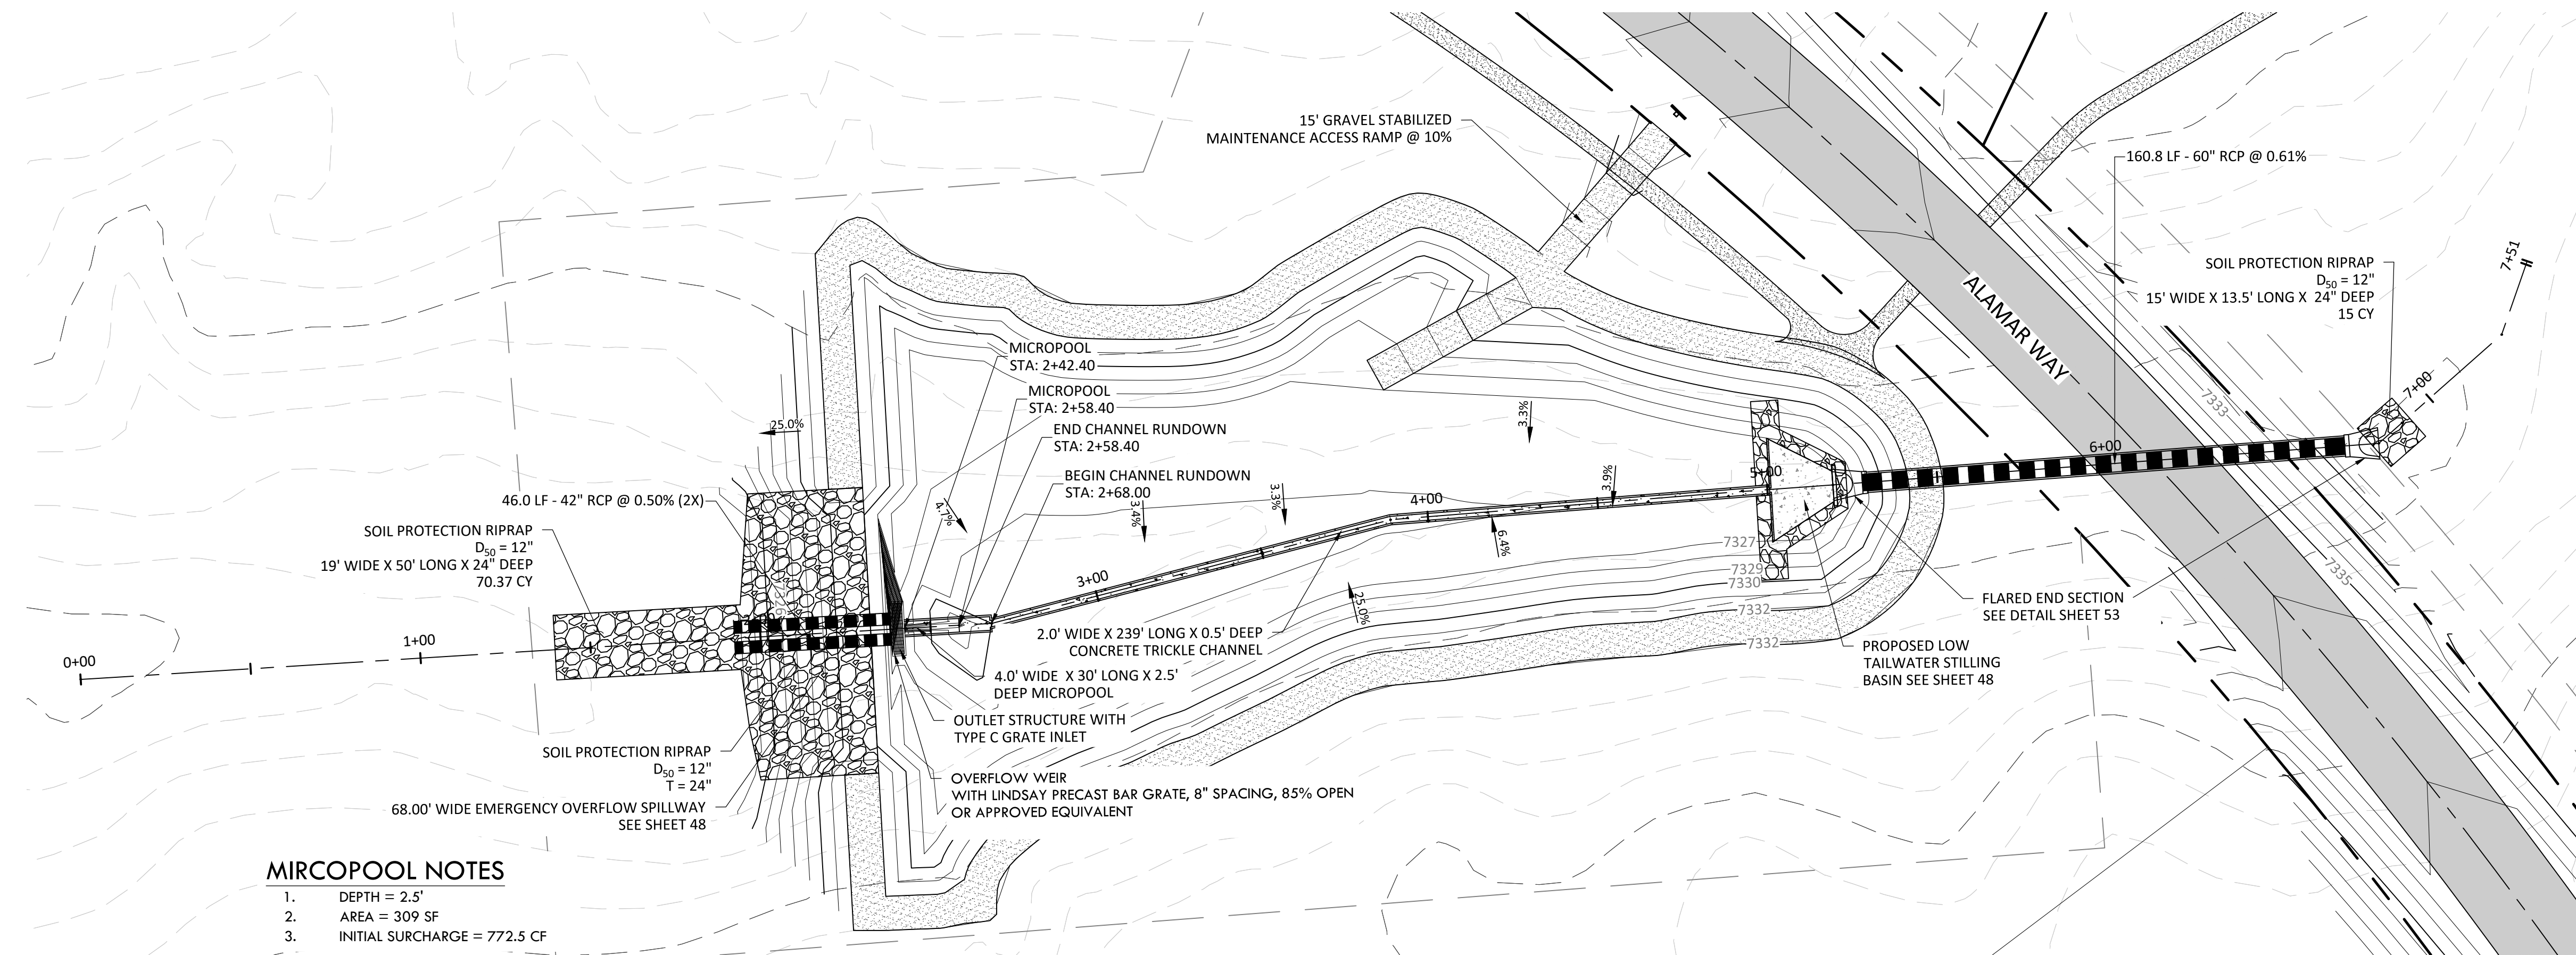 15' GRAVEL STABILIZED
MAINTENANCE ACCESS RAMP @ 10%
160.8 LF - 60" RCP @ 0.61%
SOIL PROTECTION RIPRAP
D50 = 12"
15' WIDE X 13.5' LONG X 24" DEEP
15 CY
7+51
7+00
ALAMAR WAY
7333
7335
6+00
5+00
4+00
3+00
1+00
0+00
MICROPOOL
STA: 2+42.40
MICROPOOL
STA: 2+58.40
END CHANNEL RUNDOWN
STA: 2+58.40
BEGIN CHANNEL RUNDOWN
STA: 2+68.00
25.0%
4.7%
3.4%
3.3%
3.3%
3.9%
6.4%
25.0%
46.0 LF - 42" RCP @ 0.50% (2X)
SOIL PROTECTION RIPRAP
D50 = 12"
19' WIDE X 50' LONG X 24" DEEP
70.37 CY
7327
7329
7330
7332
7332
FLARED END SECTION
SEE DETAIL SHEET 53
PROPOSED LOW
TAILWATER STILLING
BASIN SEE SHEET 48
2.0' WIDE X 239' LONG X 0.5' DEEP
CONCRETE TRICKLE CHANNEL
4.0' WIDE X 30' LONG X 2.5'
DEEP MICROPOOL
OUTLET STRUCTURE WITH
TYPE C GRATE INLET
SOIL PROTECTION RIPRAP
D50 = 12"
T = 24"
68.00' WIDE EMERGENCY OVERFLOW SPILLWAY
SEE SHEET 48
OVERFLOW WEIR
WITH LINDSAY PRECAST BAR GRATE, 8" SPACING, 85% OPEN
OR APPROVED EQUIVALENT
MIRCOPOOL NOTES
1. DEPTH = 2.5'
2. AREA = 309 SF
3. INITIAL SURCHARGE = 772.5 CF